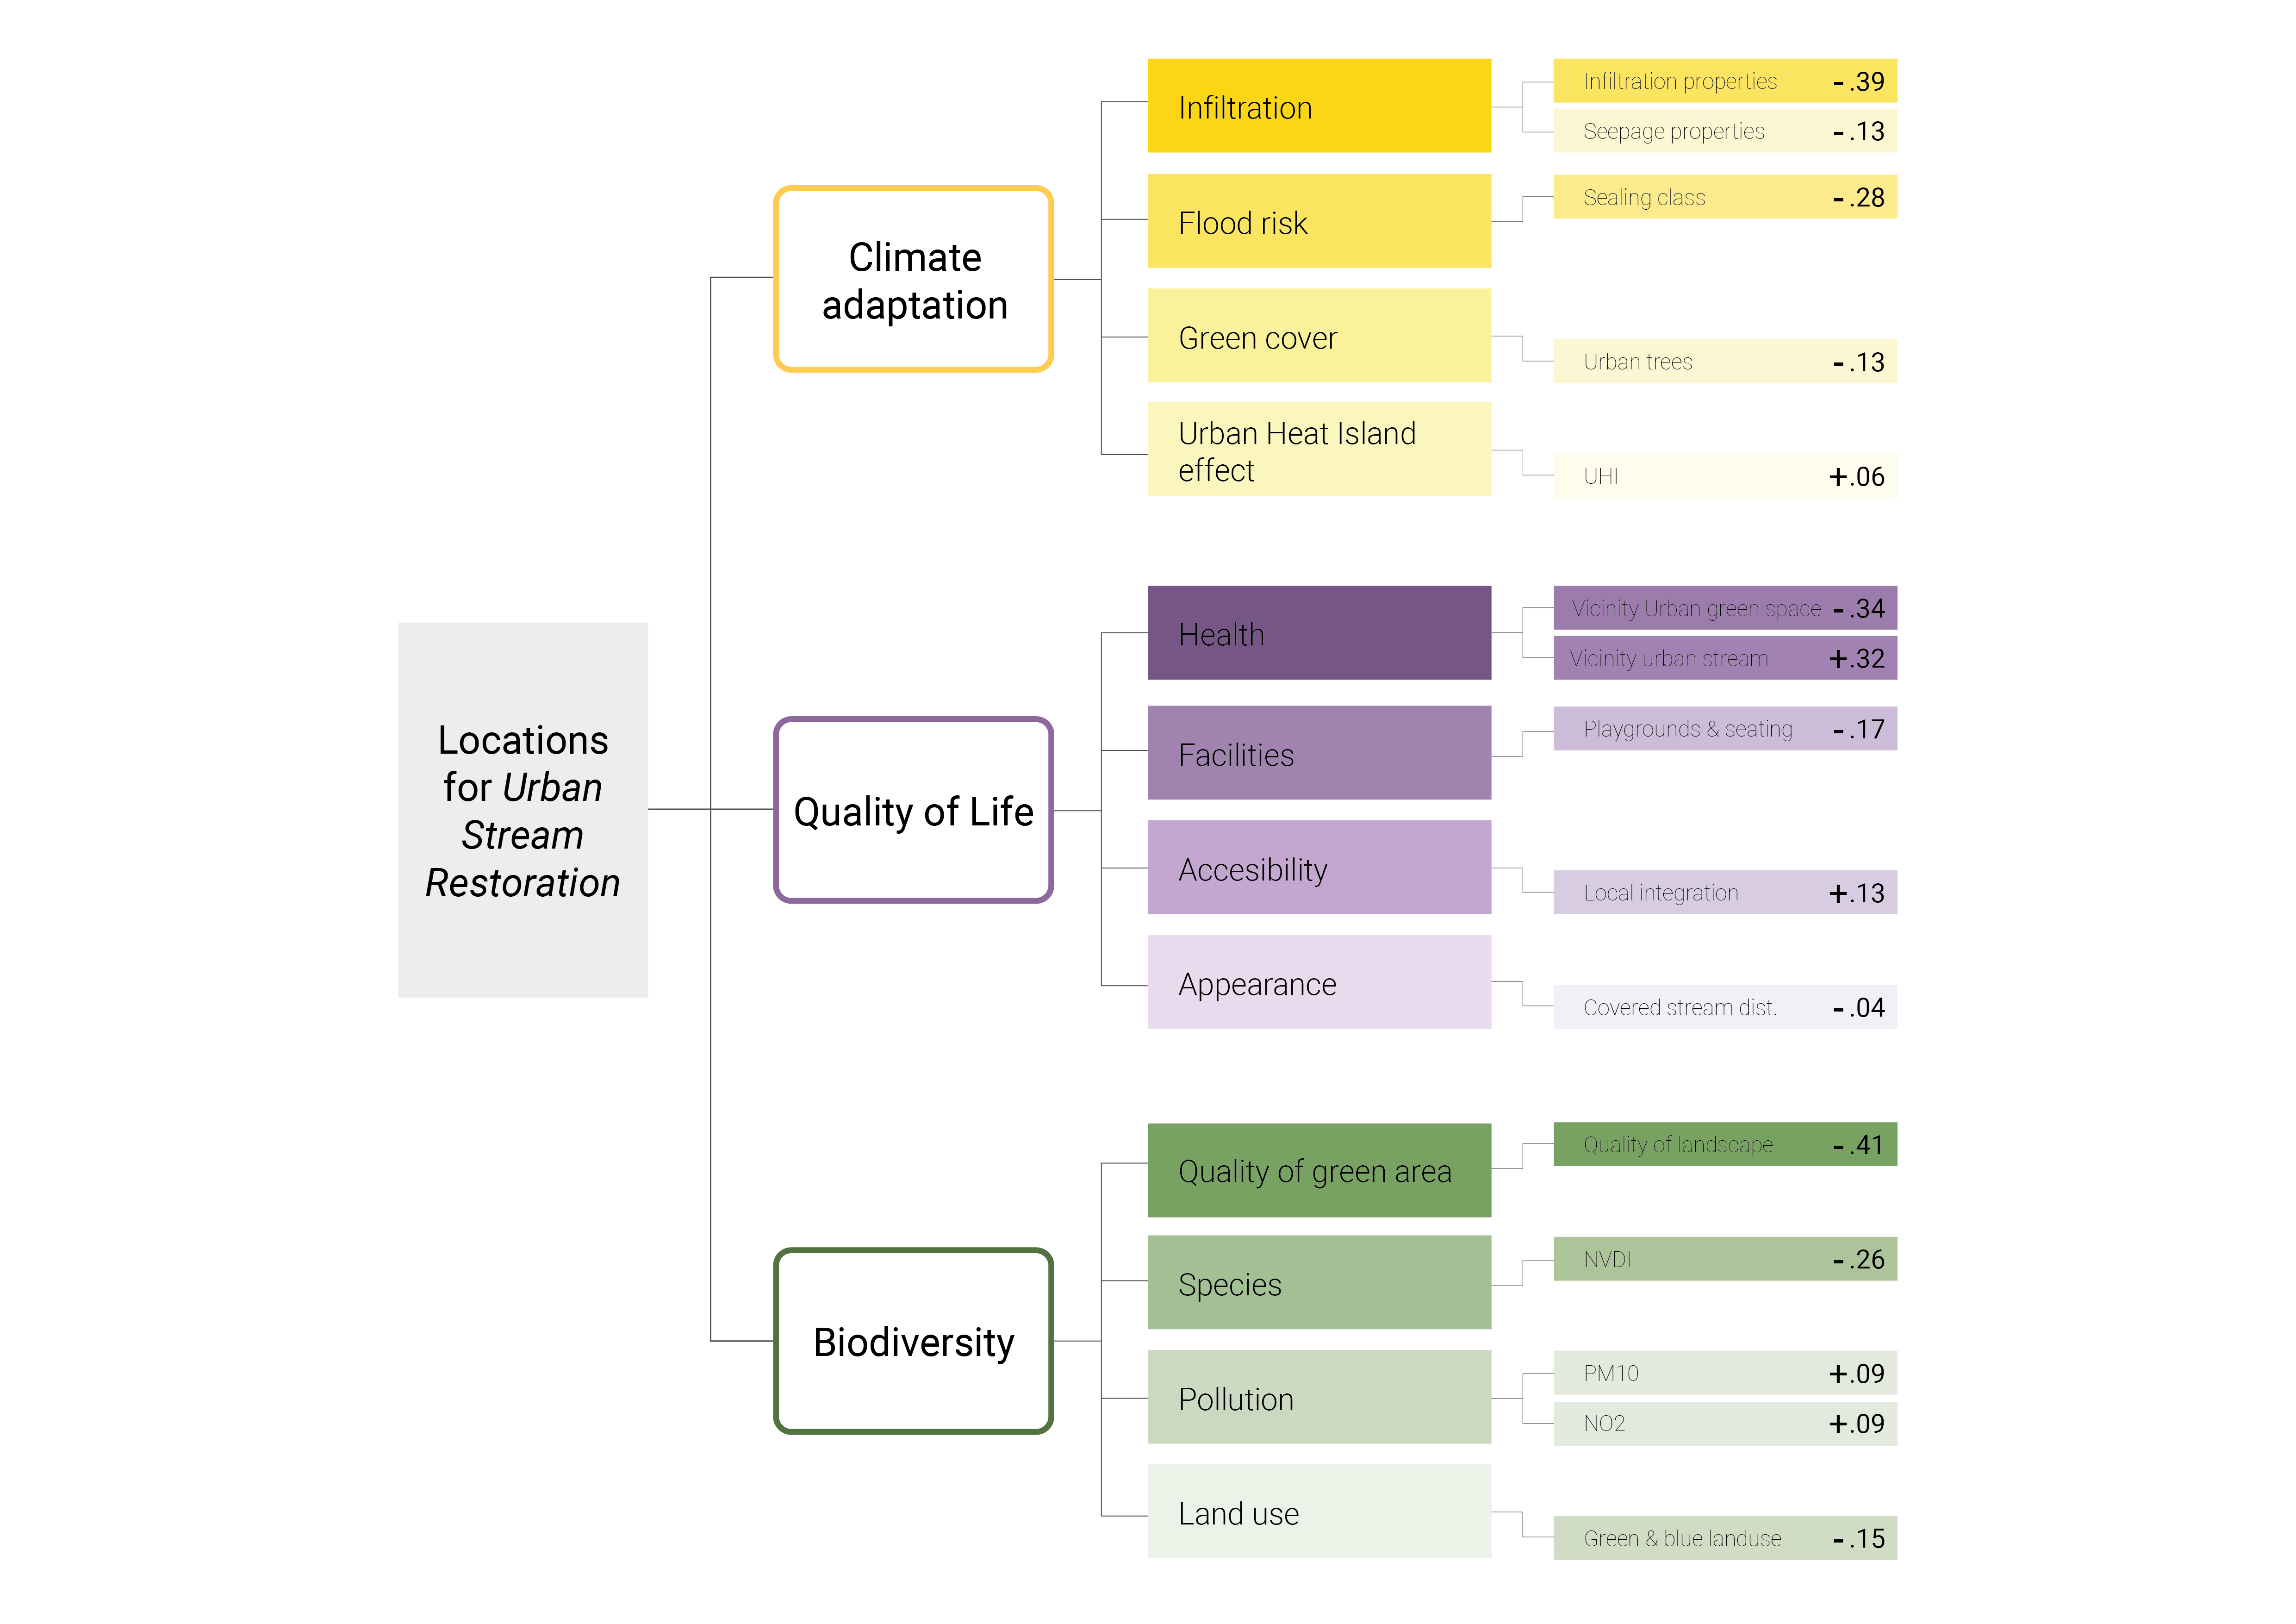 Locations
for Urban
Stream
Restoration
Climate
adaptation
Infiltration
Infiltration properties - .39
Seepage properties - .13
Flood risk
Sealing class - .28
Green cover
Urban trees - .13
Urban Heat Island
effect
UHI +.06
Quality of Life
Health
Vicinity Urban green space - .34
Vicinity urban stream +.32
Facilities
Playgrounds & seating - .17
Accesibility
Local integration +.13
Appearance
Covered stream dist. - .04
Biodiversity
Quality of green area
Quality of landscape - .41
Species
NVDI - .26
Pollution
PM10 +.09
NO2 +.09
Land use
Green & blue landuse - .15